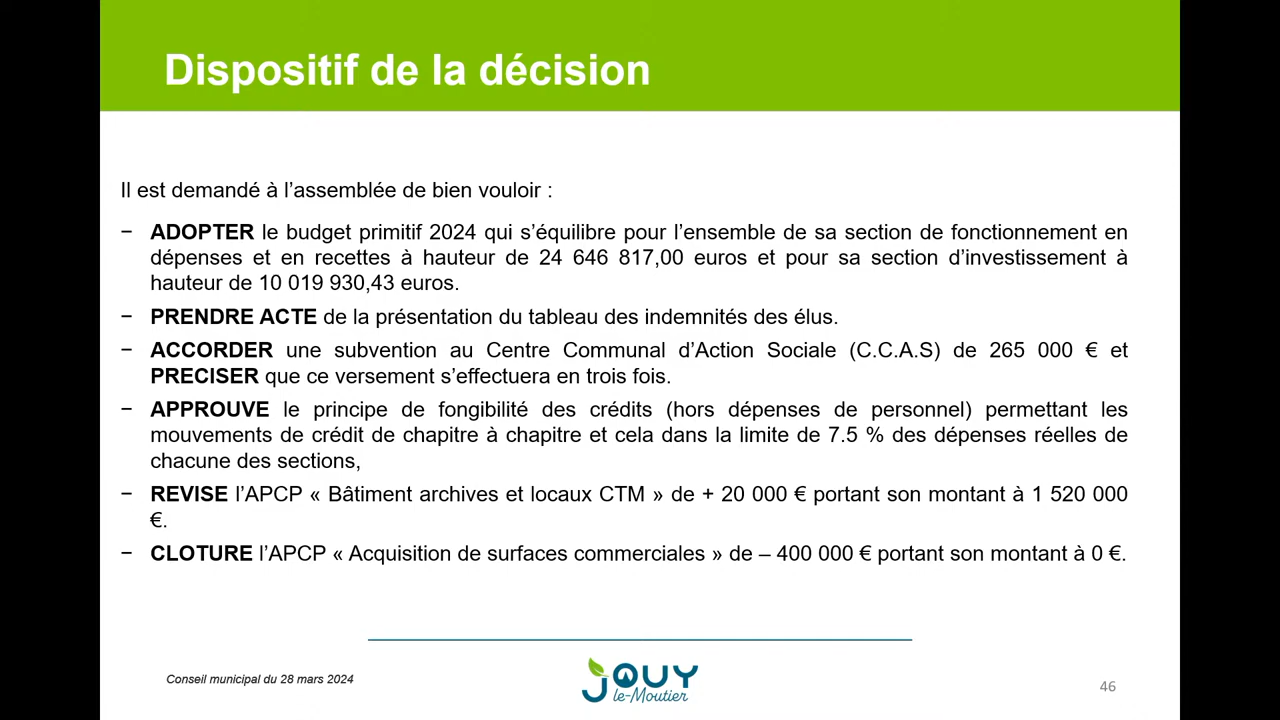 Dispositif de la décision
Il est demandé à l’assemblée de bien vouloir :
− ADOPTER le budget primitif 2024 qui s’équilibre pour l’ensemble de sa section de fonctionnement en
dépenses et en recettes à hauteur de 24 646 817,00 euros et pour sa section d’investissement à
hauteur de 10 019 930,43 euros.
− PRENDRE ACTE de la présentation du tableau des indemnités des élus.
− ACCORDER une subvention au Centre Communal d’Action Sociale (C.C.A.S) de 265 000 € et
PRECISER que ce versement s’effectuera en trois fois.
− APPROUVE le principe de fongibilité des crédits (hors dépenses de personnel) permettant les
mouvements de crédit de chapitre à chapitre et cela dans la limite de 7.5 % des dépenses réelles de
chacune des sections,
− REVISE l’APCP « Bâtiment archives et locaux CTM » de + 20 000 € portant son montant à 1 520 000
€.
− CLOTURE l’APCP « Acquisition de surfaces commerciales » de – 400 000 € portant son montant à 0 €.
Conseil municipal du 28 mars 2024
JOUY
le-Moutier
46